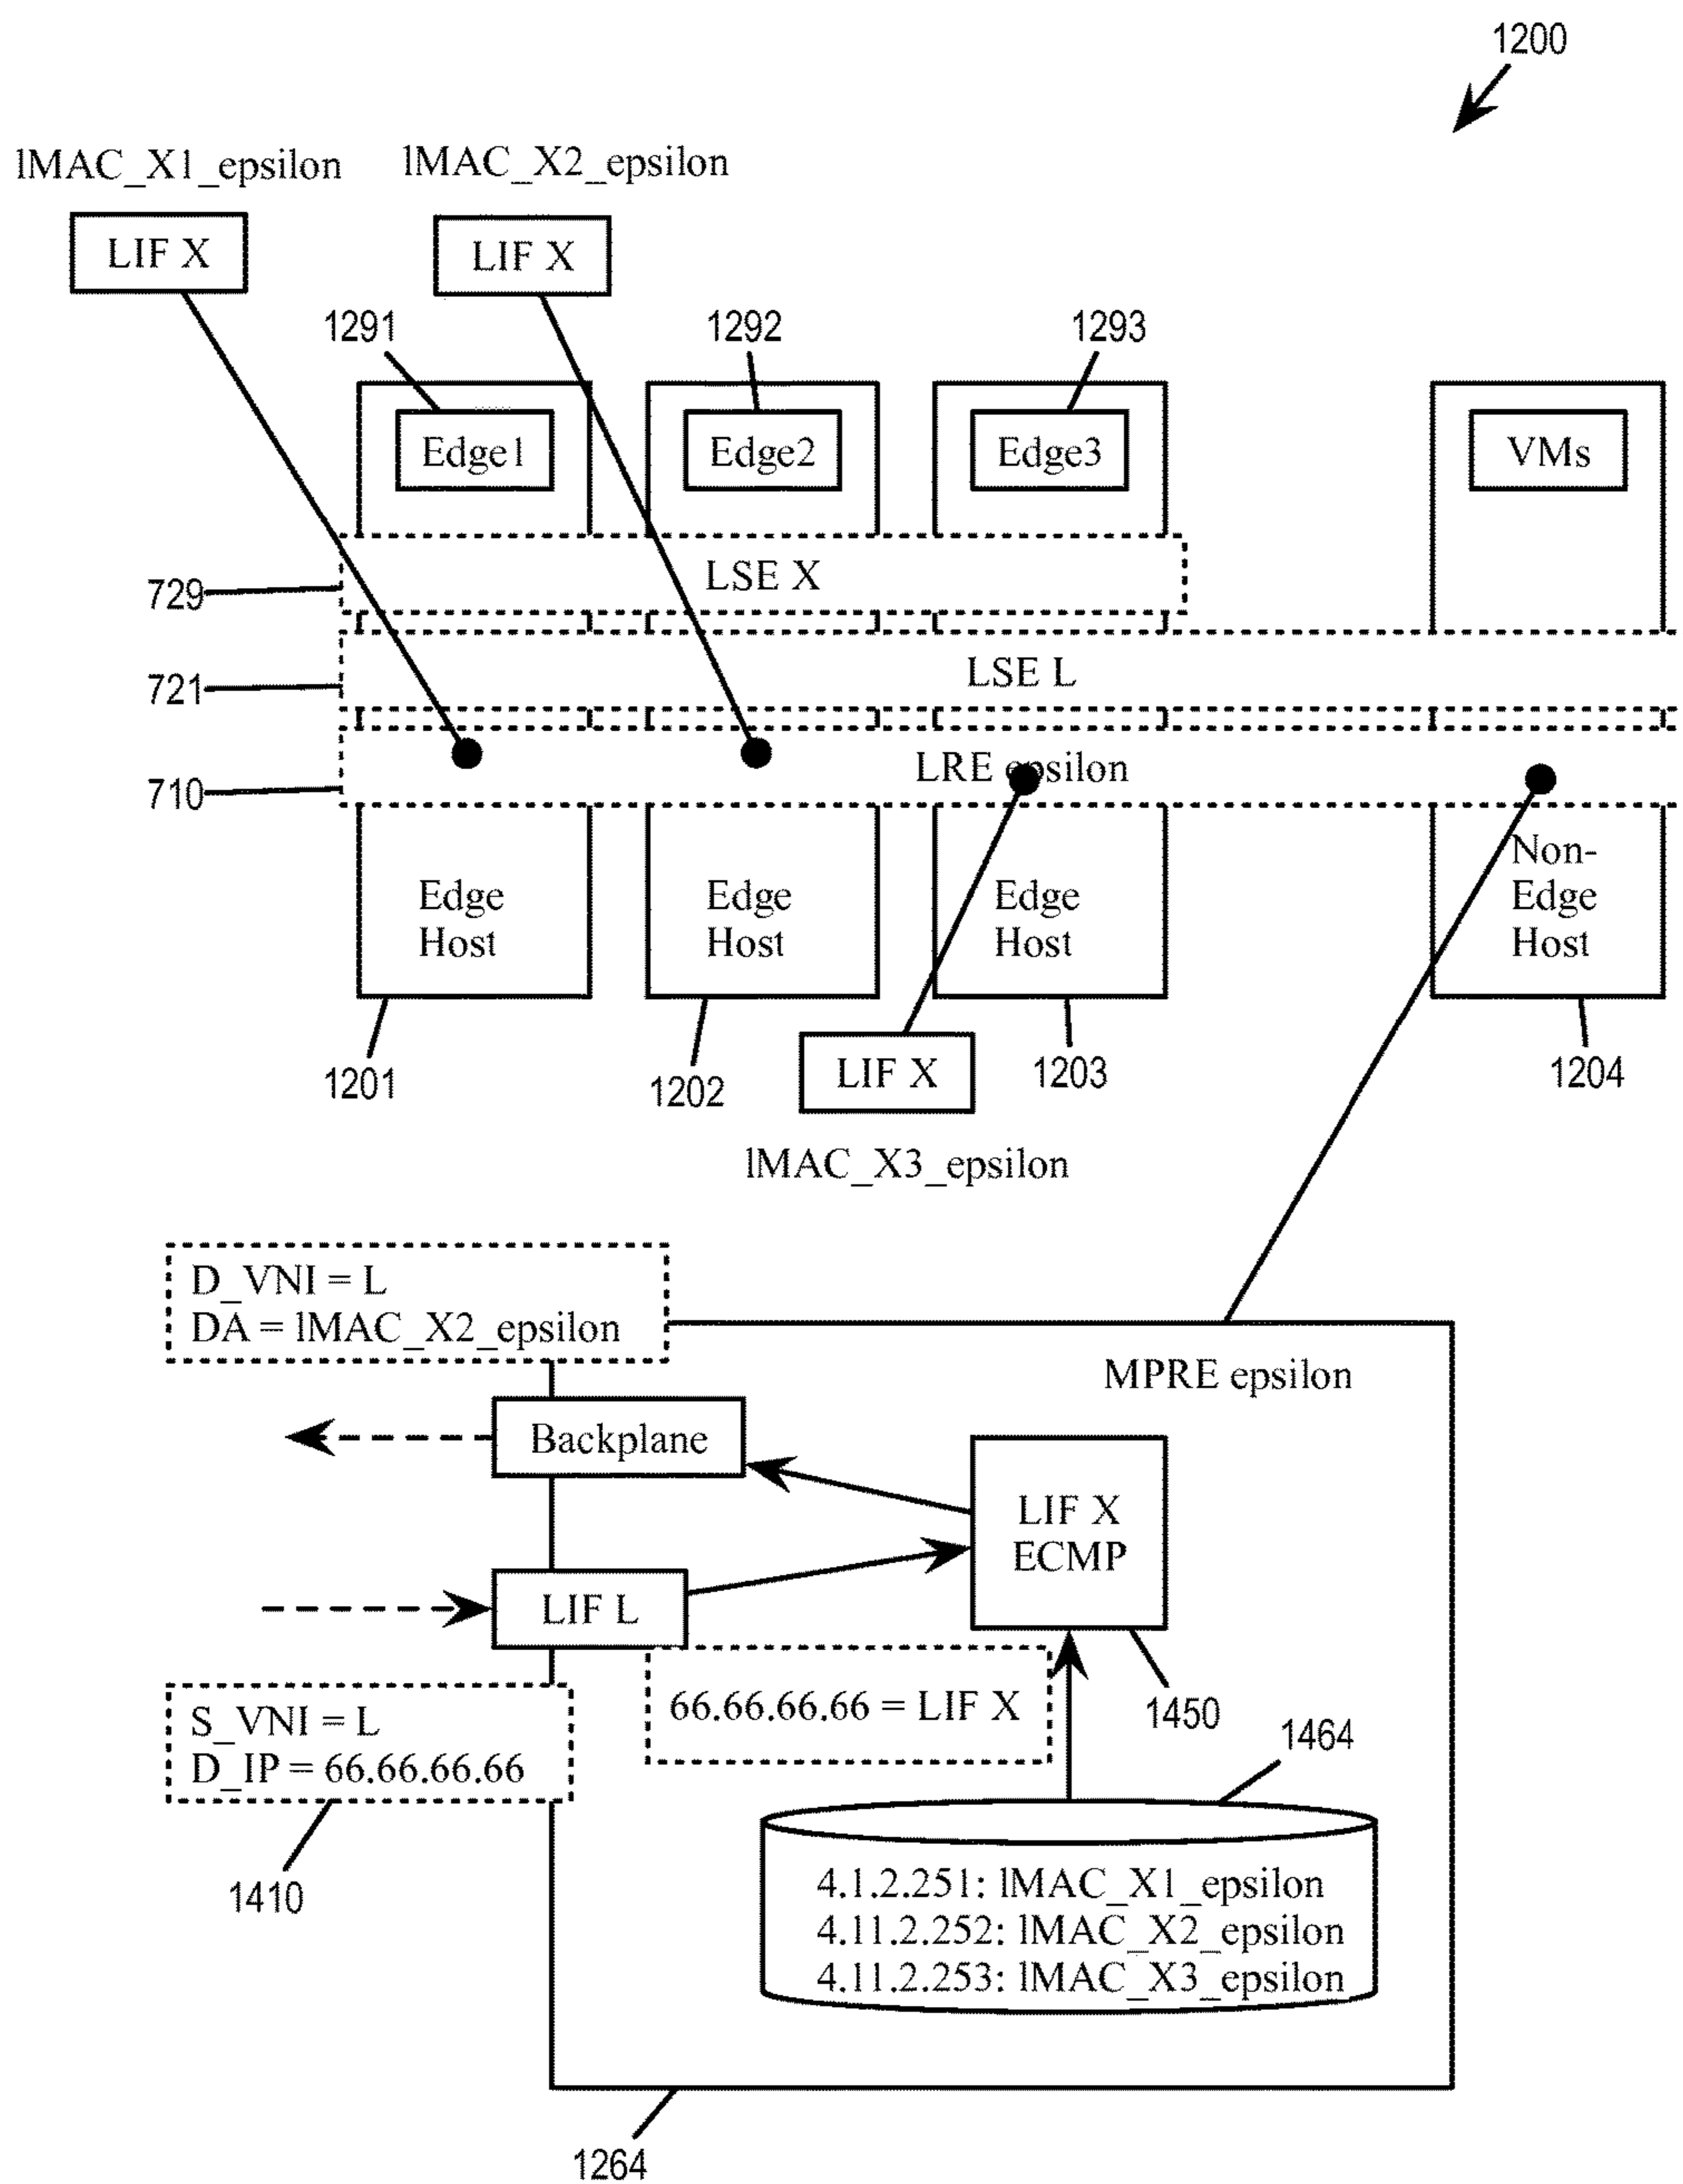 1200
lMAC_X1_epsilon
lMAC_X2_epsilon
LIF X
LIF X
1291
1292
1293
Edge1
Edge2
Edge3
VMs
LSE X
729
LSE L
721
LRE epsilon
710
Edge
Host
Edge
Host
Edge
Host
Non-
Edge
Host
1201
1202
LIF X
1203
1204
lMAC_X3_epsilon
D_VNI = L
DA = lMAC_X2_epsilon
MPRE epsilon
Backplane
LIF X
ECMP
LIF L
66.66.66.66 = LIF X
1450
S_VNI = L
D_IP = 66.66.66.66
1464
1410
4.1.2.251: lMAC_X1_epsilon
4.11.2.252: lMAC_X2_epsilon
4.11.2.253: lMAC_X3_epsilon
1264